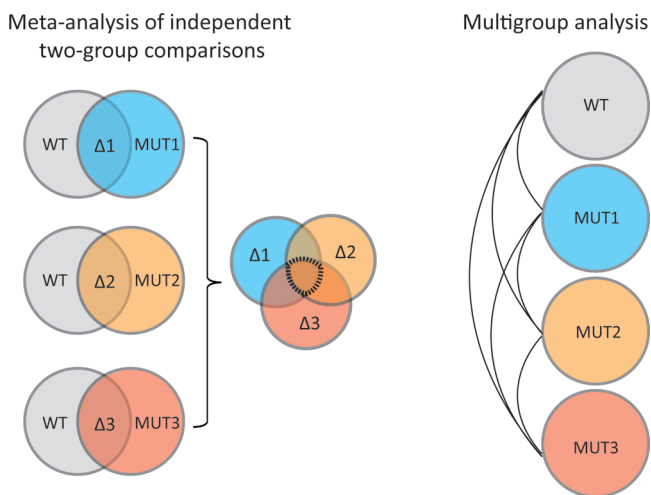 Meta-analysis of independent
two-group comparisons
WT Δ1 MUT1
WT Δ2 MUT2
WT Δ3 MUT3
Δ1 Δ2
Δ3
Multigroup analysis
WT
MUT1
MUT2
MUT3